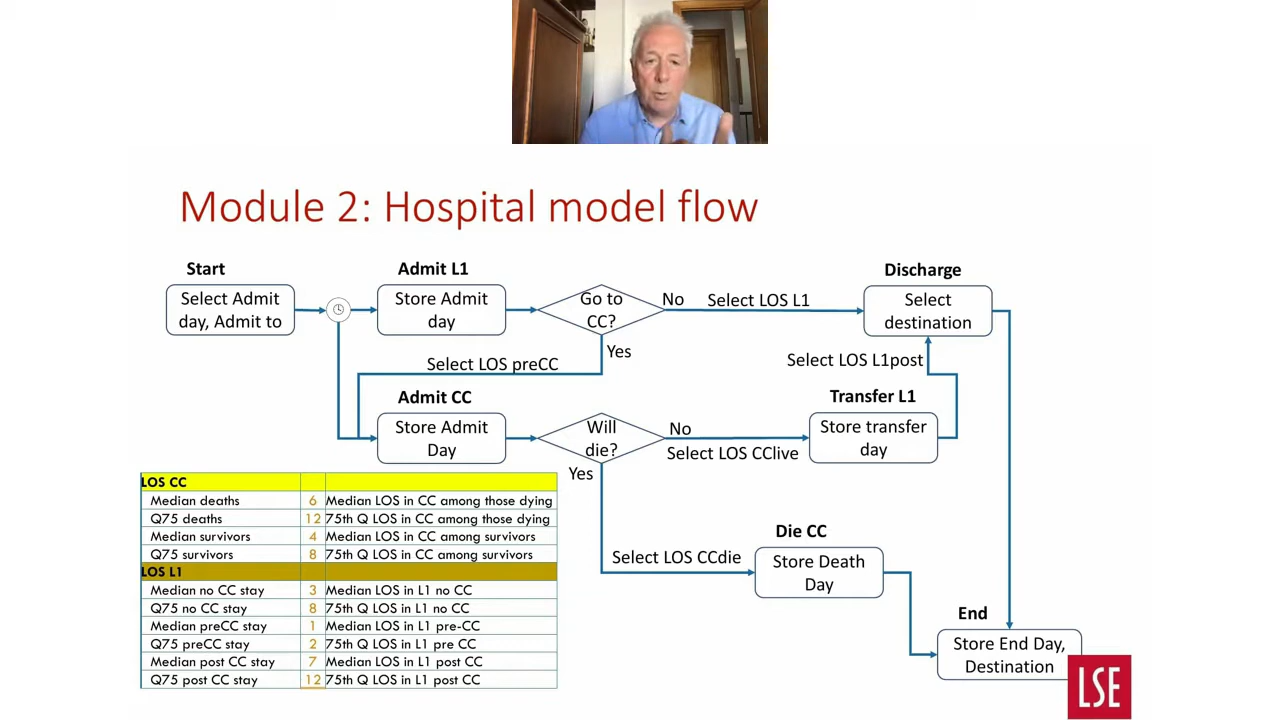 Module 2: Hospital model flow
Start
Select Admit
day, Admit to
Admit L1
Store Admit
day
Go to
CC?
No
Select LOS L1
Discharge
Select
destination
Yes
Select LOS preCC
Select LOS L1post
Admit CC
Store Admit
Day
Will
die?
No
Select LOS CClive
Transfer L1
Store transfer
day
Yes
Select LOS CCdie
Die CC
Store Death
Day
End
Store End Day,
Destination
LOS CC
Median deaths 6 Median LOS in CC among those dying
Q75 deaths 12 75th Q LOS in CC among those dying
Median survivors 4 Median LOS in CC among survivors
Q75 survivors 8 75th Q LOS in CC among survivors
LOS L1
Median no CC stay 3 Median LOS in L1 no CC
Q75 no CC stay 8 75th Q LOS in L1 no CC
Median preCC stay 1 Median LOS in L1 pre-CC
Q75 preCC stay 2 75th Q LOS in L1 pre CC
Median post CC stay 7 Median LOS in L1 post CC
Q75 post CC stay 12 75th Q LOS in L1 post CC
LSE